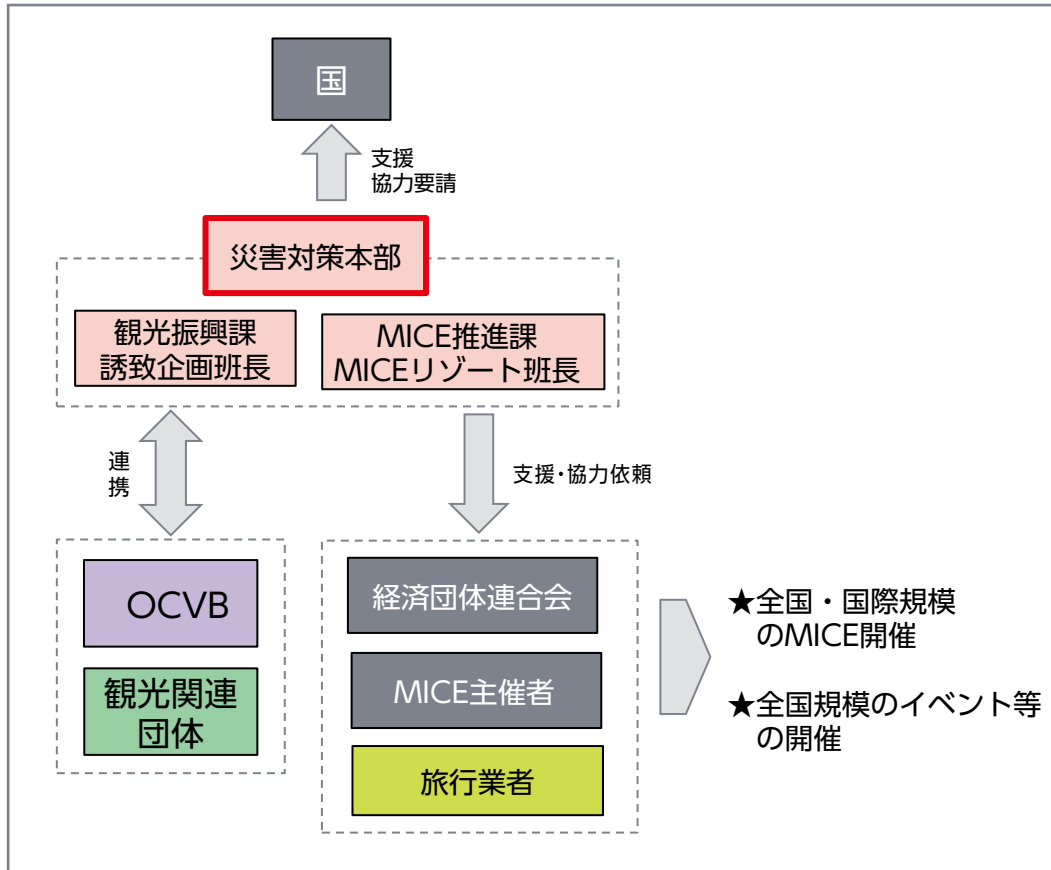 国
支援
協力要請
災害対策本部
観光振興課
誘致企画班長
MICE推進課
MICEリゾート班長
連
携
支援・協力依頼
OCVB
観光関連
団体
経済団体連合会
MICE主催者
旅行業者
★全国・国際規模
のMICE開催
★全国規模のイベント等
の開催